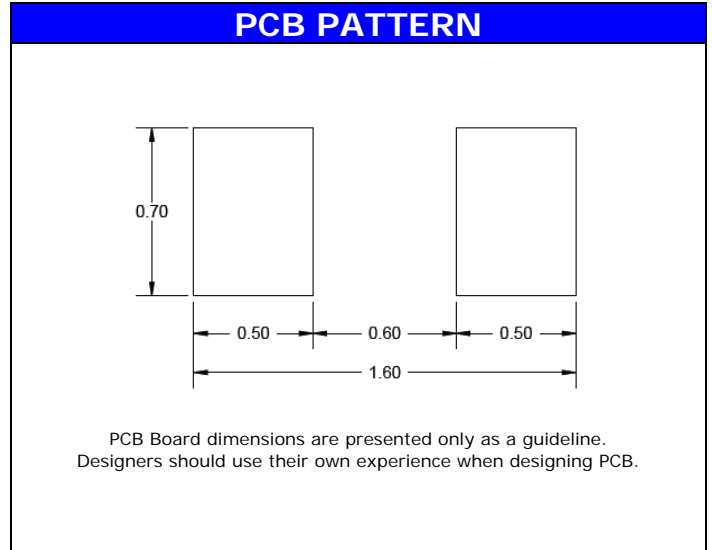 PCB PATTERN
0.70
0.50 0.60 0.50
1.60
PCB Board dimensions are presented only as a guideline.
Designers should use their own experience when designing PCB.